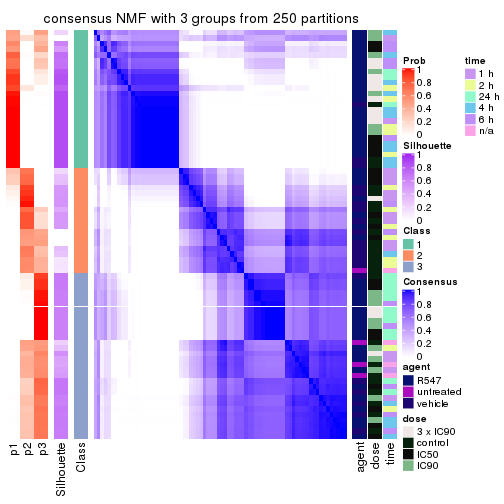 consensus NMF with 3 groups from 250 partitions
p1
p2
p3
Silhouette
Class
agent
dose
time
Prob
1
0.8
0.6
0.4
0.2
0
Silhouette
1
0.8
0.6
0.4
0.2
0
Class
1
2
3
Consensus
1
0.8
0.6
0.4
0.2
0
agent
R547
untreated
vehicle
dose
3 x IC90
control
IC50
IC90
time
1 h
2 h
24 h
4 h
6 h
n/a